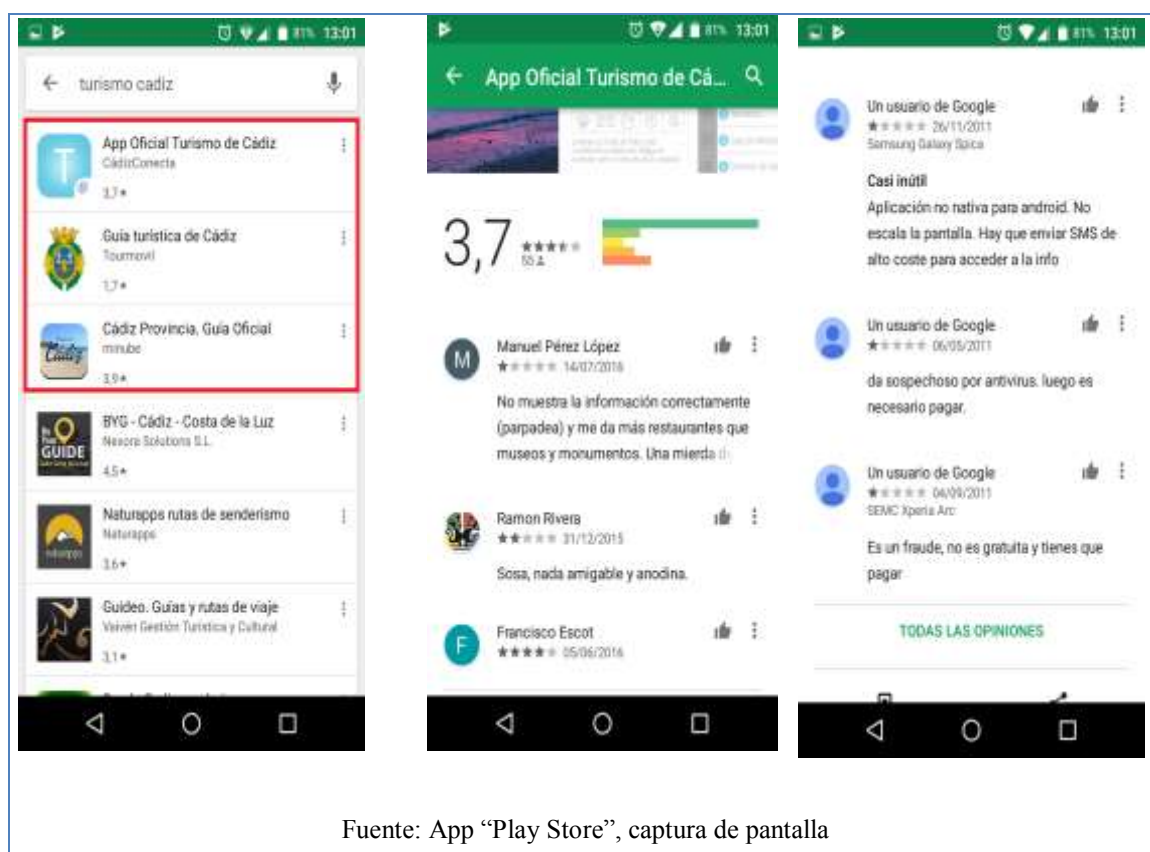 81% 13:01
turismo cadiz
App Oficial Turismo de Cádiz
CádizConecta
3,7★
Guía turística de Cádiz
Tourmovil
1,7★
Cádiz Provincia, Guía Oficial
minube
3,9★
BYG - Cádiz - Costa de la Luz
Nexora Solutions S.L.
4,5★
GUIDE
Naturapps rutas de senderismo
Naturapps
3,6★
naturapps
Guideo. Guías y rutas de viaje
Vaivén Gestión Turística y Cultural
3,1★
81% 13:01
App Oficial Turismo de Cá...
3,7
55
M
Manuel Pérez López
14/07/2016
No muestra la información correctamente
(parpadea) y me da más restaurantes que
museos y monumentos. Una mierda
Ramon Rivera
31/12/2015
Sosa, nada amigable y anodina.
F
Francisco Escot
05/06/2016
81% 13:01
Un usuario de Google
26/11/2011
Samsung Galaxy Spica
Casi inútil
Aplicación no nativa para android. No
escala la pantalla. Hay que enviar SMS de
alto coste para acceder a la info
Un usuario de Google
06/05/2011
da sospechoso por antivirus. luego es
necesario pagar.
Un usuario de Google
04/09/2011
SEMC Xperia Arc
Es un fraude, no es gratuita y tienes que
pagar
TODAS LAS OPINIONES
Fuente: App “Play Store”, captura de pantalla